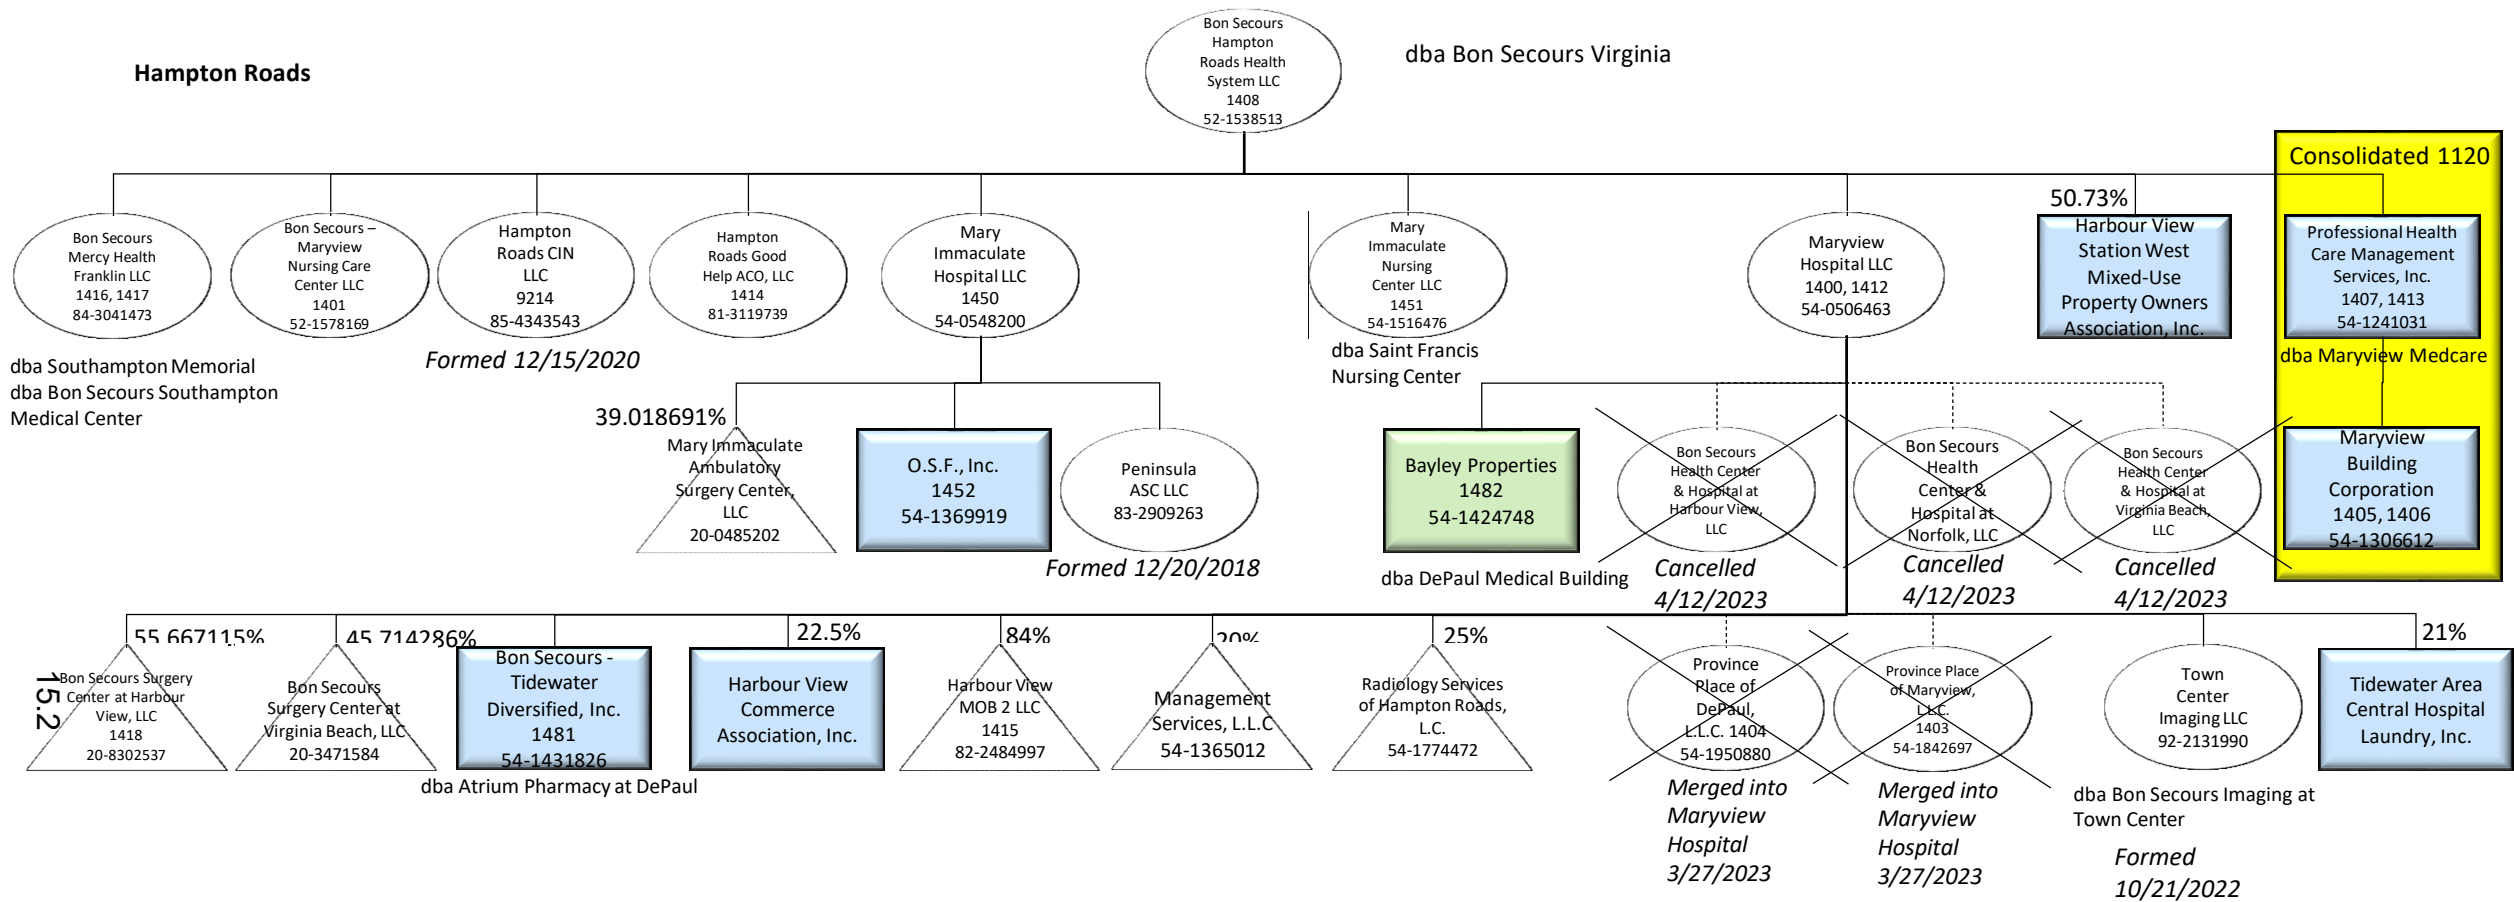 Hampton Roads
Bon Secours
Hampton
Roads Health
System LLC
1408
52-1538513
dba Bon Secours Virginia
Consolidated 1120
Bon Secours
Mercy Health
Franklin LLC
1416, 1417
84-3041473
dba Southampton Memorial
dba Bon Secours Southampton
Medical Center
Bon Secours –
Maryview
Nursing Care
Center LLC
1401
52-1578169
Hampton
Roads CIN
LLC
9214
85-4343543
Formed 12/15/2020
Hampton
Roads Good
Help ACO, LLC
1414
81-3119739
Mary
Immaculate
Hospital LLC
1450
54-0548200
Mary
Immaculate
Nursing
Center LLC
1451
54-1516476
dba Saint Francis
Nursing Center
Maryview
Hospital LLC
1400, 1412
54-0506463
50.73%
Harbour View
Station West
Mixed-Use
Property Owners
Association, Inc.
Professional Health
Care Management
Services, Inc.
1407, 1413
54-1241031
dba Maryview Medcare
39.018691%
Mary Immaculate
Ambulatory
Surgery Center,
LLC
20-0485202
O.S.F., Inc.
1452
54-1369919
Peninsula
ASC LLC
83-2909263
Formed 12/20/2018
Bayley Properties
1482
54-1424748
dba DePaul Medical Building
Bon Secours
Health Center
& Hospital at
Harbour View,
LLC
Cancelled
4/12/2023
Bon Secours
Health
Center &
Hospital at
Norfolk, LLC
Cancelled
4/12/2023
Bon Secours
Health Center
& Hospital at
Virginia Beach,
LLC
Cancelled
4/12/2023
Maryview
Building
Corporation
1405, 1406
54-1306612
55.667115%
15.2
Bon Secours Surgery
Center at Harbour
View, LLC
1418
20-8302537
45.714286%
Bon Secours
Surgery Center at
Virginia Beach, LLC
20-3471584
Bon Secours -
Tidewater
Diversified, Inc.
1481
54-1431826
dba Atrium Pharmacy at DePaul
22.5%
Harbour View
Commerce
Association, Inc.
84%
Harbour View
MOB 2 LLC
1415
82-2484997
20%
Management
Services, L.L.C
54-1365012
25%
Radiology Services
of Hampton Roads,
L.C.
54-1774472
Province
Place of
DePaul,
L.L.C. 1404
54-1950880
Merged into
Maryview
Hospital
3/27/2023
Province Place
of Maryview,
L.L.C.
1403
54-1842697
Merged into
Maryview
Hospital
3/27/2023
Town
Center
Imaging LLC
92-2131990
dba Bon Secours Imaging at
Town Center
Formed
10/21/2022
21%
Tidewater Area
Central Hospital
Laundry, Inc.